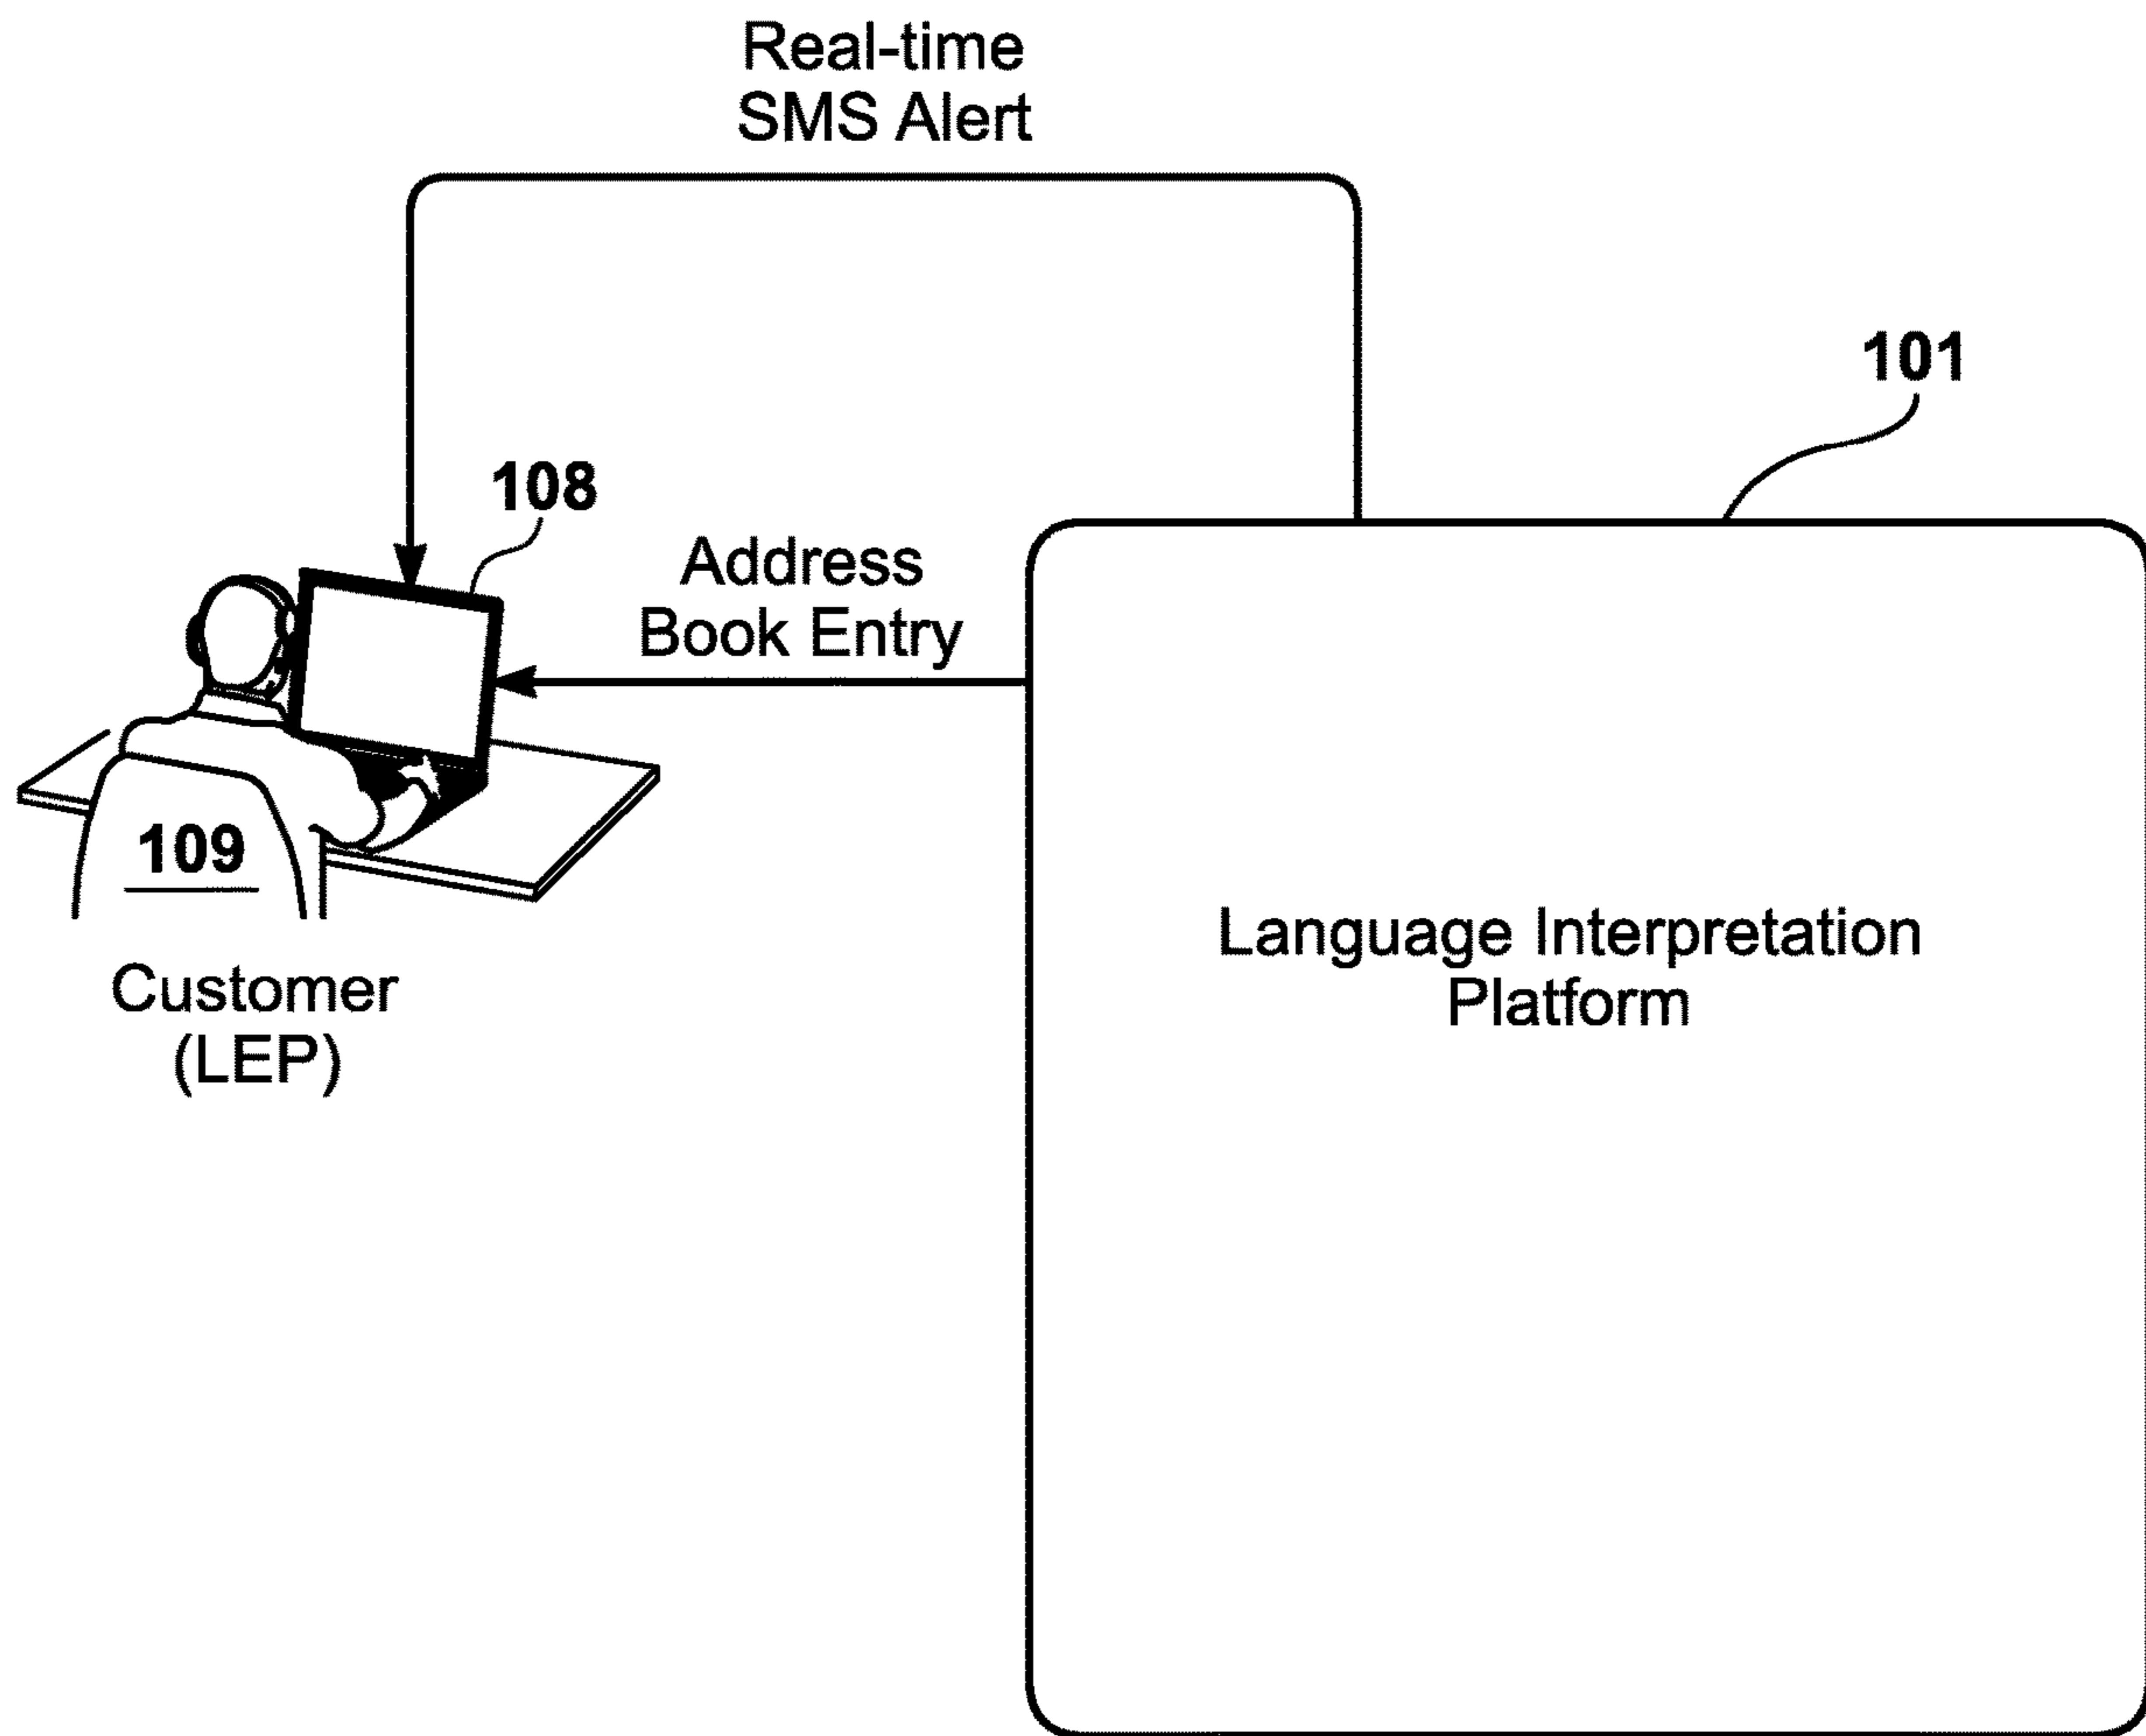 Real-time
SMS Alert
101
108
Address
Book Entry
109
Customer
(LEP)
Language Interpretation
Platform